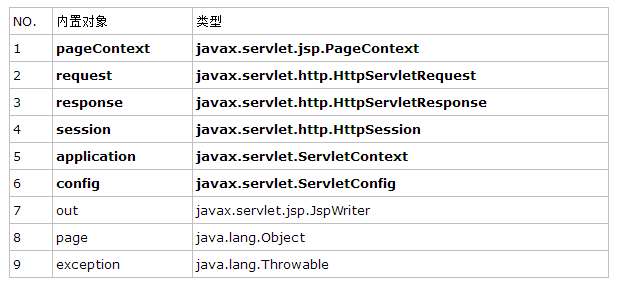 NO. 内置对象 类型
1 pageContext javax.servlet.jsp.PageContext
2 request javax.servlet.http.HttpServletRequest
3 response javax.servlet.http.HttpServletResponse
4 session javax.servlet.http.HttpSession
5 application javax.servlet.ServletContext
6 config javax.servlet.ServletConfig
7 out javax.servlet.jsp.JspWriter
8 page java.lang.Object
9 exception java.lang.Throwable